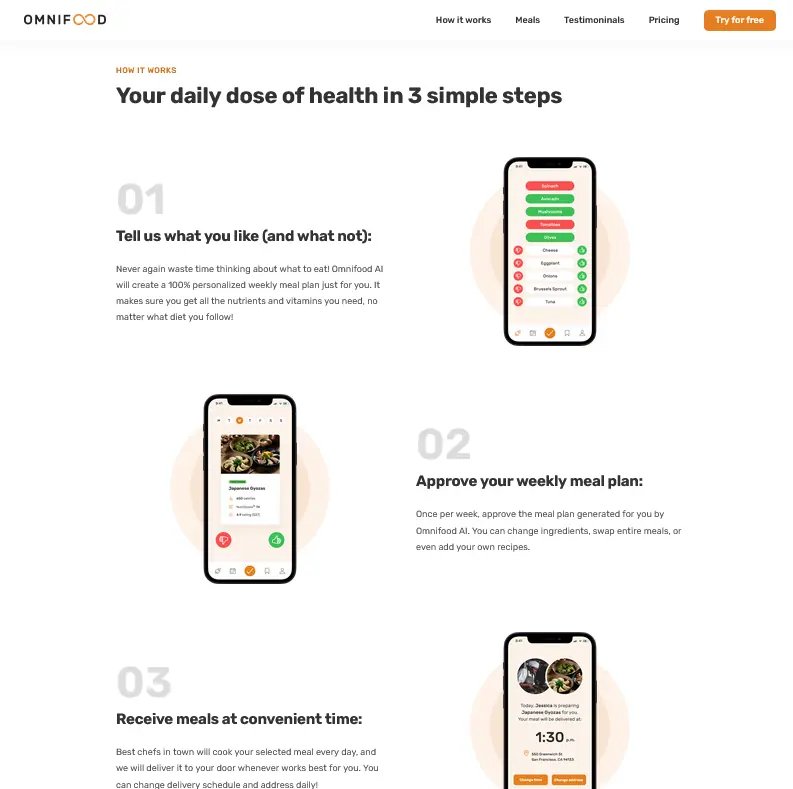 OMNIFOOD
How it works Meals Testimoninals Pricing Try for free
HOW IT WORKS
Your daily dose of health in 3 simple steps
01
Tell us what you like (and what not):
Never again waste time thinking about what to eat! Omnifood AI
will create a 100% personalized weekly meal plan just for you. It
makes sure you get all the nutrients and vitamins you need, no
matter what diet you follow!
Spinach
Avocado
Mushrooms
Tomatoes
Olives
Cheese
Eggplant
Onions
Brussels Sprout
Tuna
M T W T F S S
Japanese Gyozas
02
Approve your weekly meal plan:
Once per week, approve the meal plan generated for you by
Omnifood AI. You can change ingredients, swap entire meals, or
even add your own recipes.
03
Receive meals at convenient time:
Best chefs in town will cook your selected meal every day, and
we will deliver it to your door whenever works best for you. You
can change delivery schedule and address daily!
Today, Jessica is preparing
Japanese Gyozas for you.
Your meal will be delivered at:
1:30 p.m.
San Francisco, CA
Change time Change address